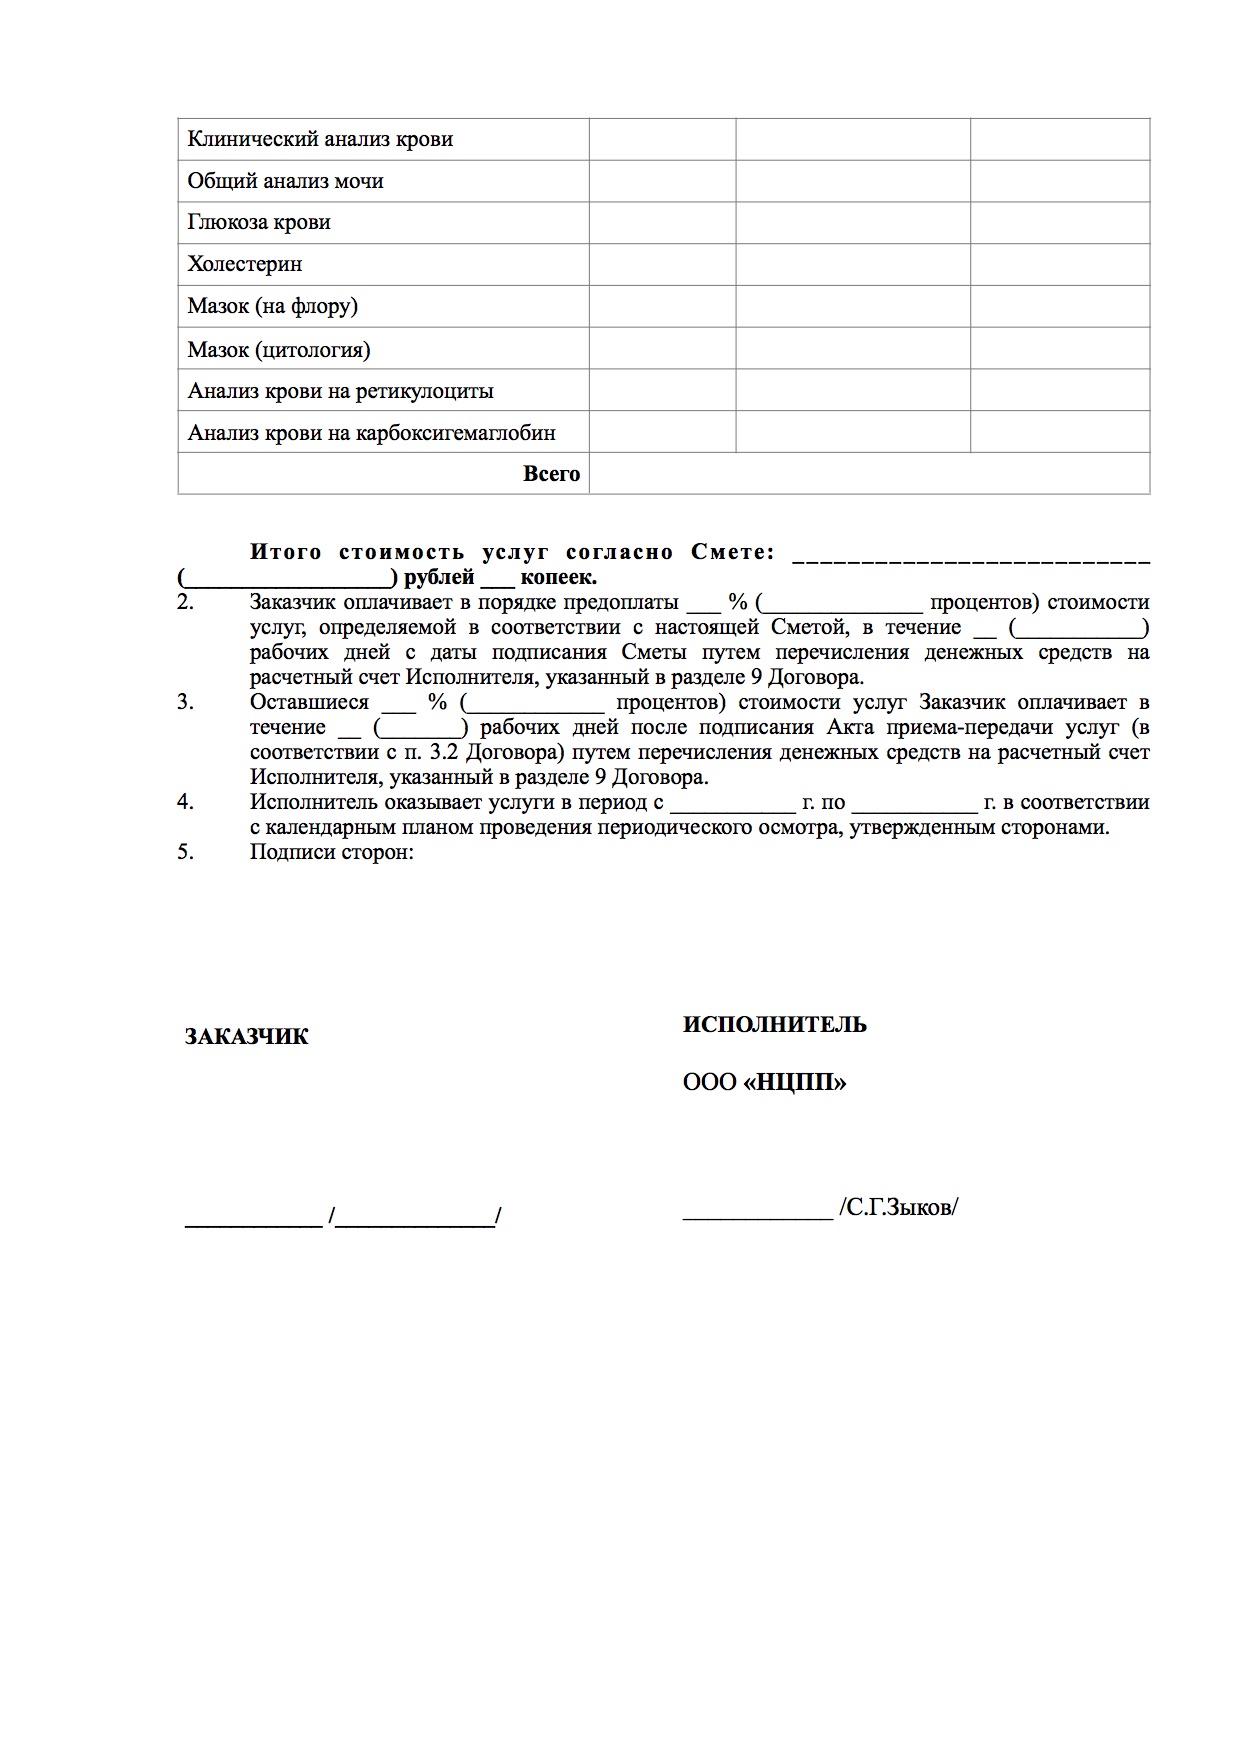 Клинический анализ крови
Общий анализ мочи
Глюкоза крови
Холестерин
Мазок (на флору)
Мазок (цитология)
Анализ крови на ретикулоциты
Анализ крови на карбоксигемаглобин
Всего
Итого стоимость услуг согласно Смете: __________________________
(__________________) рублей ___ копеек.
2. Заказчик оплачивает в порядке предоплаты ___ % (______________ процентов) стоимости
услуг, определяемой в соответствии с настоящей Сметой, в течение __ (___________)
рабочих дней с даты подписания Сметы путем перечисления денежных средств на
расчетный счет Исполнителя, указанный в разделе 9 Договора.
3. Оставшиеся ___ % (____________ процентов) стоимости услуг Заказчик оплачивает в
течение __ (_______) рабочих дней после подписания Акта приема-передачи услуг (в
соответствии с п. 3.2 Договора) путем перечисления денежных средств на расчетный счет
Исполнителя, указанный в разделе 9 Договора.
4. Исполнитель оказывает услуги в период с ___________ г. по ___________ г. в соответствии
с календарным планом проведения периодического осмотра, утвержденным сторонами.
5. Подписи сторон:
ЗАКАЗЧИК
ИСПОЛНИТЕЛЬ
ООО «НЦПП»
____________ /______________/
____________ /С.Г.Зыков/